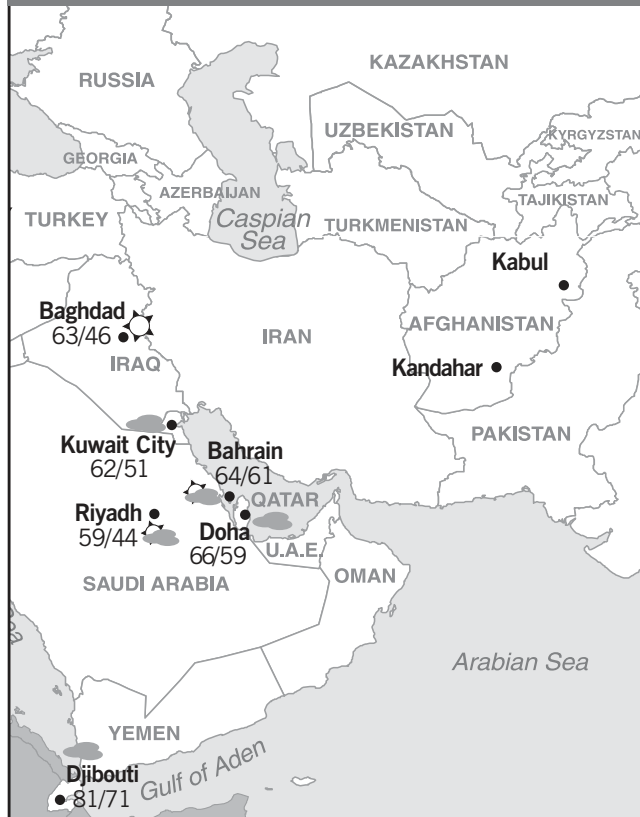 KAZAKHSTAN
RUSSIA
UZBEKISTAN
KYRGYZSTAN
GEORGIA
AZERBAIJAN
TAJIKISTAN
TURKEY
Caspian
Sea
TURKMENISTAN
Kabul
Baghdad
63/46
IRAQ
IRAN
AFGHANISTAN
Kandahar
PAKISTAN
Kuwait City
62/51
Bahrain
64/61
QATAR
Riyadh
59/44
Doha
66/59
U.A.E.
OMAN
SAUDI ARABIA
Arabian Sea
YEMEN
Gulf of Aden
Djibouti
81/71